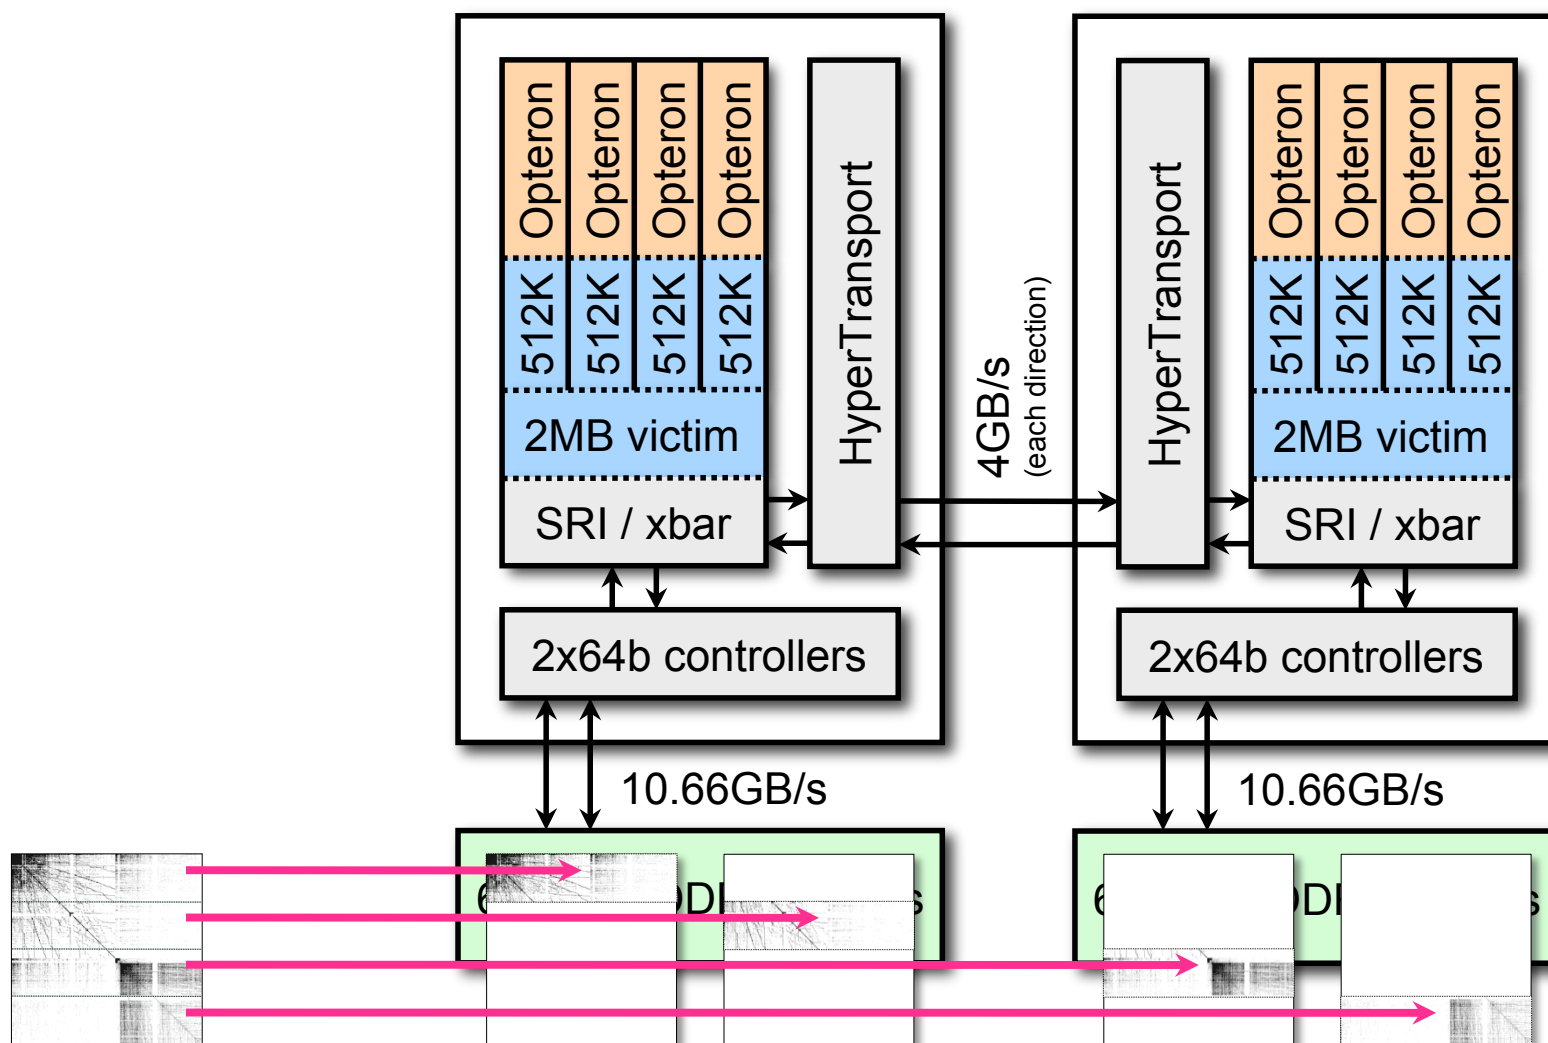 Opteron
Opteron
Opteron
Opteron
512K
512K
512K
512K
2MB victim
SRI / xbar
HyperTransport
2x64b controllers
10.66GB/s
4GB/s
(each direction)
HyperTransport
Opteron
Opteron
Opteron
Opteron
512K
512K
512K
512K
2MB victim
SRI / xbar
2x64b controllers
10.66GB/s